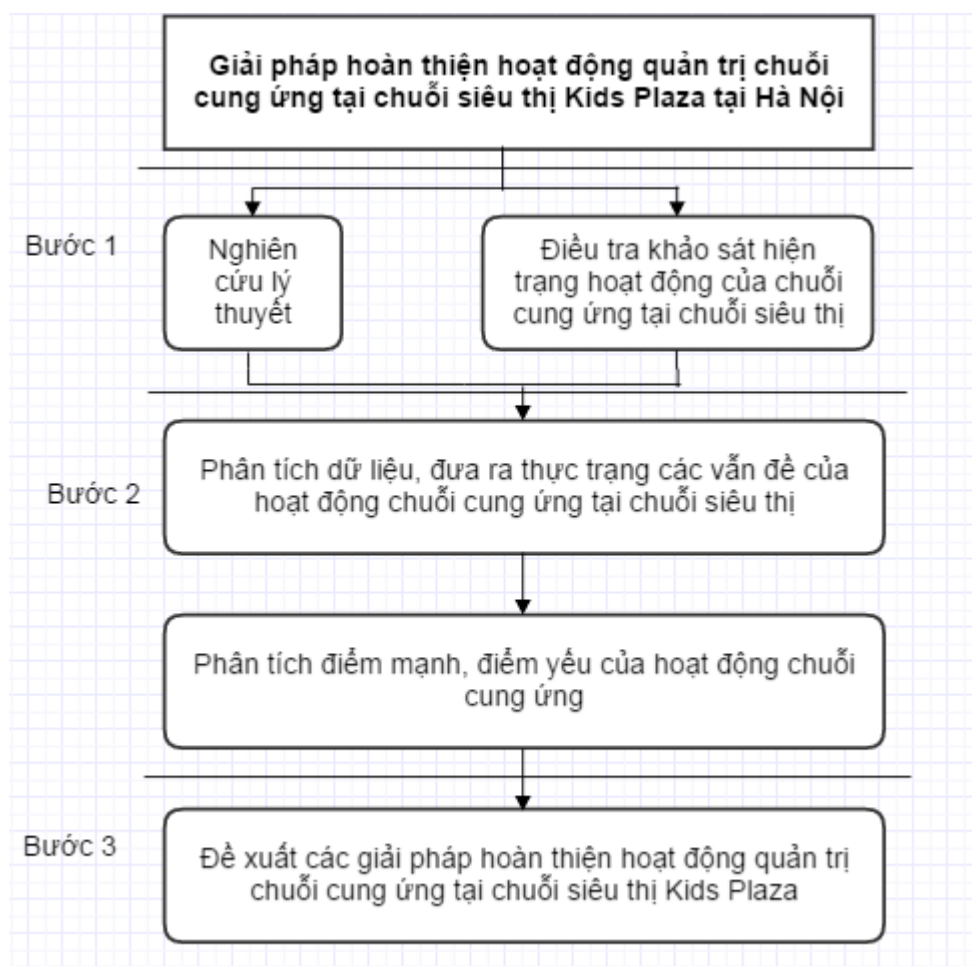 Giải pháp hoàn thiện hoạt động quản trị chuỗi
cung ứng tại chuỗi siêu thị Kids Plaza tại Hà Nội
Bước 1
Nghiên
cứu lý
thuyết
Điều tra khảo sát hiện
trạng hoạt động của chuỗi
cung ứng tại chuỗi siêu thị
Bước 2
Phân tích dữ liệu, đưa ra thực trạng các vấn đề của
hoạt động chuỗi cung ứng tại chuỗi siêu thị
Phân tích điểm mạnh, điểm yếu của hoạt động chuỗi
cung ứng
Bước 3
Đề xuất các giải pháp hoàn thiện hoạt động quản trị
chuỗi cung ứng tại chuỗi siêu thị Kids Plaza